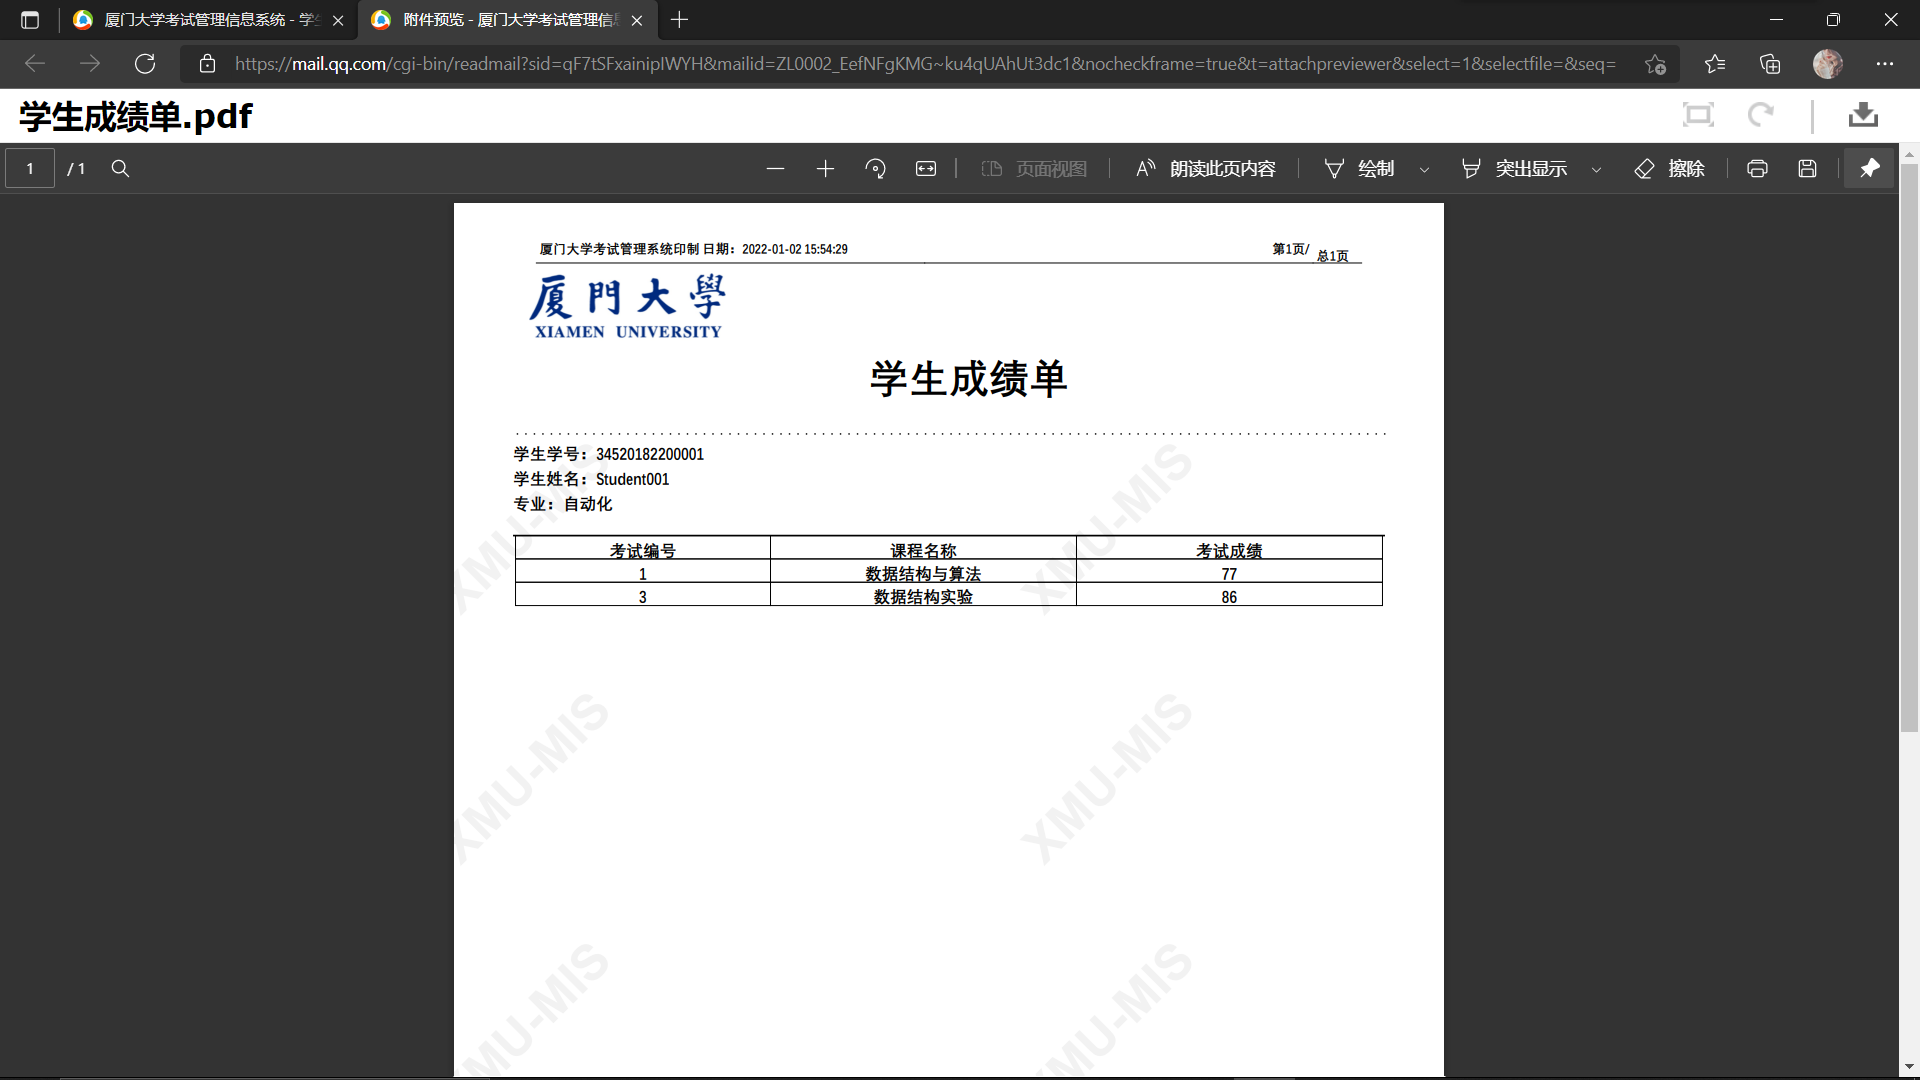 厦门大学考试管理信息系统 - 学生
附件预览 - 厦门大学考试管理信息
https://mail.qq.com/cgi-bin/readmail?sid=qF7tSFxainipIWYH&mailid=ZL0002_EefNFgKMG~ku4qUAhUt3dc1&nocheckframe=true&t=attachpreviewer&select=1&selectfile=&seq=
学生成绩单.pdf
1 / 1 页面视图 朗读此页内容 绘制 突出显示 擦除
厦门大学考试管理系统印制 日期：2022-01-02 15:54:29 第1页/ 总1页
厦門大學
XIAMEN UNIVERSITY
学生成绩单
学生学号：34520182200001
学生姓名：Student001
专业：自动化
考试编号 课程名称 考试成绩
1 数据结构与算法 77
3 数据结构实验 86
XMU-MIS XMU-MIS
XMU-MIS XMU-MIS
XMU-MIS XMU-MIS